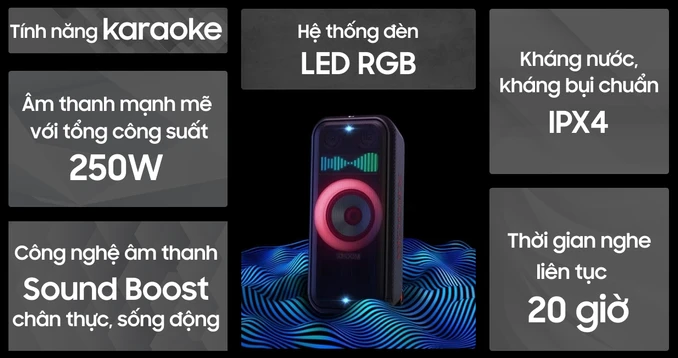 Tính năng karaoke
Âm thanh mạnh mẽ
với tổng công suất
250W
Công nghệ âm thanh
Sound Boost
chân thực, sống động
Hệ thống đèn
LED RGB
Kháng nước,
kháng bụi chuẩn
IPX4
Thời gian nghe
liên tục
20 giờ